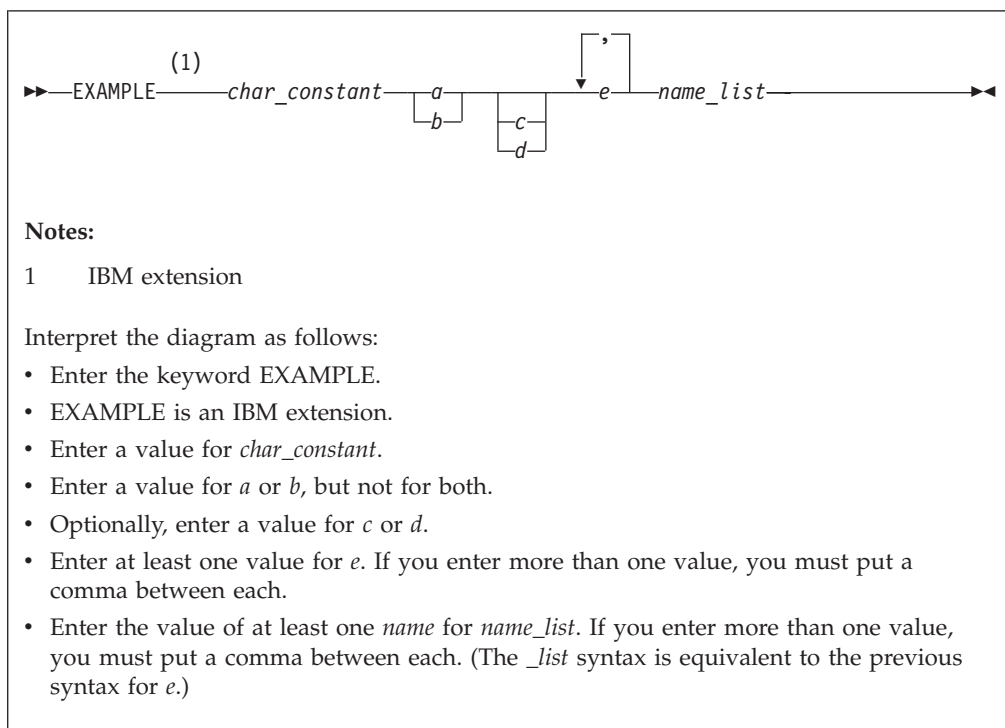 ,
(1)
EXAMPLE char_constant a e name_list
b c
d
Notes:
1 IBM extension
Interpret the diagram as follows:
• Enter the keyword EXAMPLE.
• EXAMPLE is an IBM extension.
• Enter a value for char_constant.
• Enter a value for a or b, but not for both.
• Optionally, enter a value for c or d.
• Enter at least one value for e. If you enter more than one value, you must put a
comma between each.
• Enter the value of at least one name for name_list. If you enter more than one value,
you must put a comma between each. (The _list syntax is equivalent to the previous
syntax for e.)